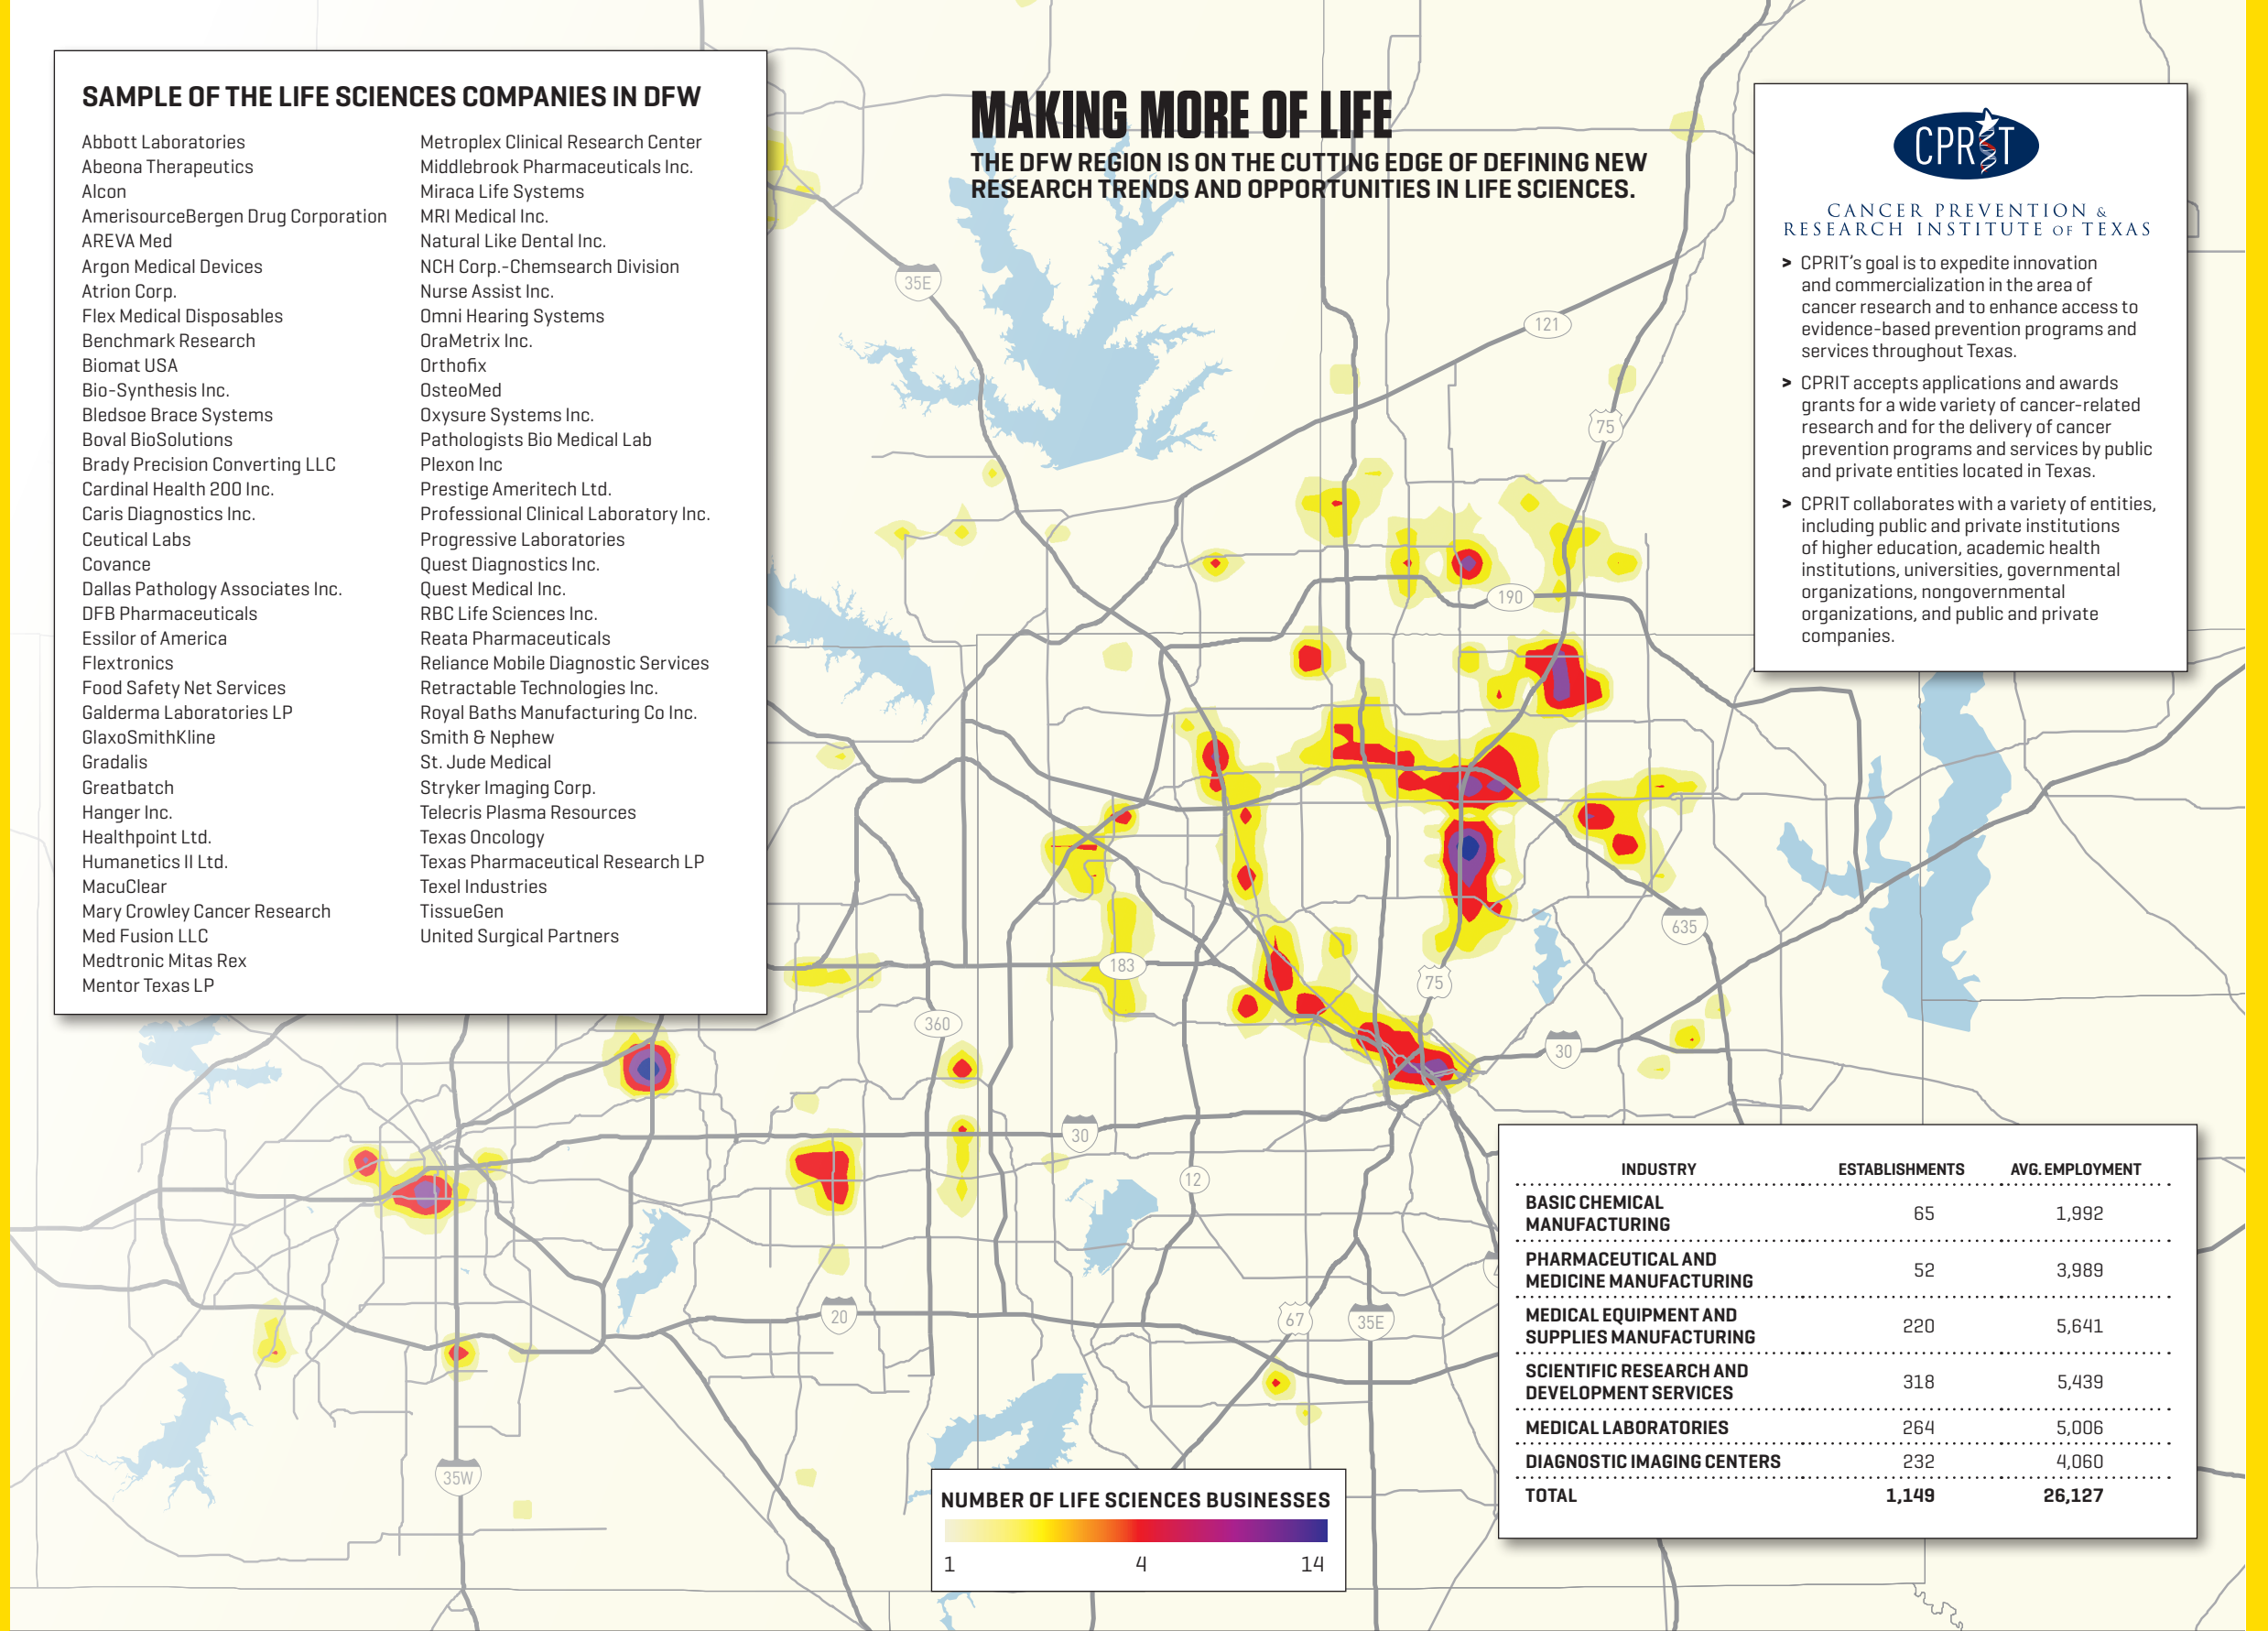 SAMPLE OF THE LIFE SCIENCES COMPANIES IN DFW
Abbott Laboratories
Abeona Therapeutics
Alcon
AmerisourceBergen Drug Corporation
AREVA Med
Argon Medical Devices
Atrion Corp.
Flex Medical Disposables
Benchmark Research
Biomat USA
Bio-Synthesis Inc.
Bledsoe Brace Systems
Boval BioSolutions
Brady Precision Converting LLC
Cardinal Health 200 Inc.
Caris Diagnostics Inc.
Ceutical Labs
Covance
Dallas Pathology Associates Inc.
DFB Pharmaceuticals
Essilor of America
Flextronics
Food Safety Net Services
Galderma Laboratories LP
GlaxoSmithKline
Gradalis
Greatbatch
Hanger Inc.
Healthpoint Ltd.
Humanetics II Ltd.
MacuClear
Mary Crowley Cancer Research
Med Fusion LLC
Medtronic Mitas Rex
Mentor Texas LP
Metroplex Clinical Research Center
Middlebrook Pharmaceuticals Inc.
Miraca Life Systems
MRI Medical Inc.
Natural Like Dental Inc.
NCH Corp.-Chemsearch Division
Nurse Assist Inc.
Omni Hearing Systems
OraMetrix Inc.
Orthofix
OsteoMed
Oxysure Systems Inc.
Pathologists Bio Medical Lab
Plexon Inc
Prestige Ameritech Ltd.
Professional Clinical Laboratory Inc.
Progressive Laboratories
Quest Diagnostics Inc.
Quest Medical Inc.
RBC Life Sciences Inc.
Reata Pharmaceuticals
Reliance Mobile Diagnostic Services
Retractable Technologies Inc.
Royal Baths Manufacturing Co Inc.
Smith & Nephew
St. Jude Medical
Stryker Imaging Corp.
Telecris Plasma Resources
Texas Oncology
Texas Pharmaceutical Research LP
Texel Industries
TissueGen
United Surgical Partners
MAKING MORE OF LIFE
THE DFW REGION IS ON THE CUTTING EDGE OF DEFINING NEW
RESEARCH TRENDS AND OPPORTUNITIES IN LIFE SCIENCES.
CPRIT
CANCER PREVENTION &
RESEARCH INSTITUTE OF TEXAS
> CPRIT's goal is to expedite innovation
and commercialization in the area of
cancer research and to enhance access to
evidence-based prevention programs and
services throughout Texas.
> CPRIT accepts applications and awards
grants for a wide variety of cancer-related
research and for the delivery of cancer
prevention programs and services by public
and private entities located in Texas.
> CPRIT collaborates with a variety of entities,
including public and private institutions
of higher education, academic health
institutions, universities, governmental
organizations, nongovernmental
organizations, and public and private
companies.
35E
121
75
190
635
183
75
360
30
30
12
20
67
35E
4
35W
INDUSTRY ESTABLISHMENTS AVG. EMPLOYMENT
BASIC CHEMICAL
MANUFACTURING 65 1,992
PHARMACEUTICAL AND
MEDICINE MANUFACTURING 52 3,989
MEDICAL EQUIPMENT AND
SUPPLIES MANUFACTURING 220 5,641
SCIENTIFIC RESEARCH AND
DEVELOPMENT SERVICES 318 5,439
MEDICAL LABORATORIES 264 5,006
DIAGNOSTIC IMAGING CENTERS 232 4,060
TOTAL 1,149 26,127
NUMBER OF LIFE SCIENCES BUSINESSES
1 4 14